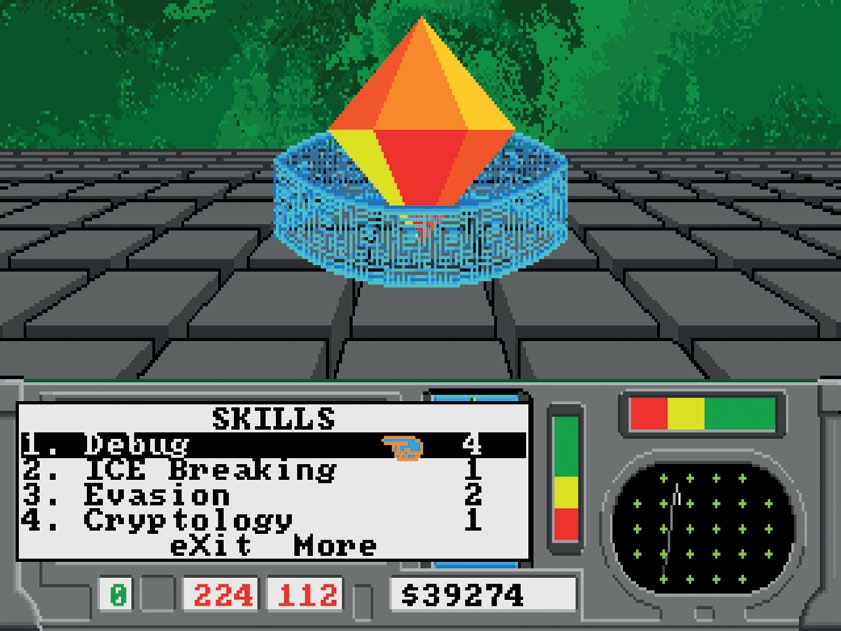 SKILLS
1. Debug 4
2. ICE Breaking 1
3. Evasion 2
4. Cryptology 1
eXit More
0 224 112 $39274